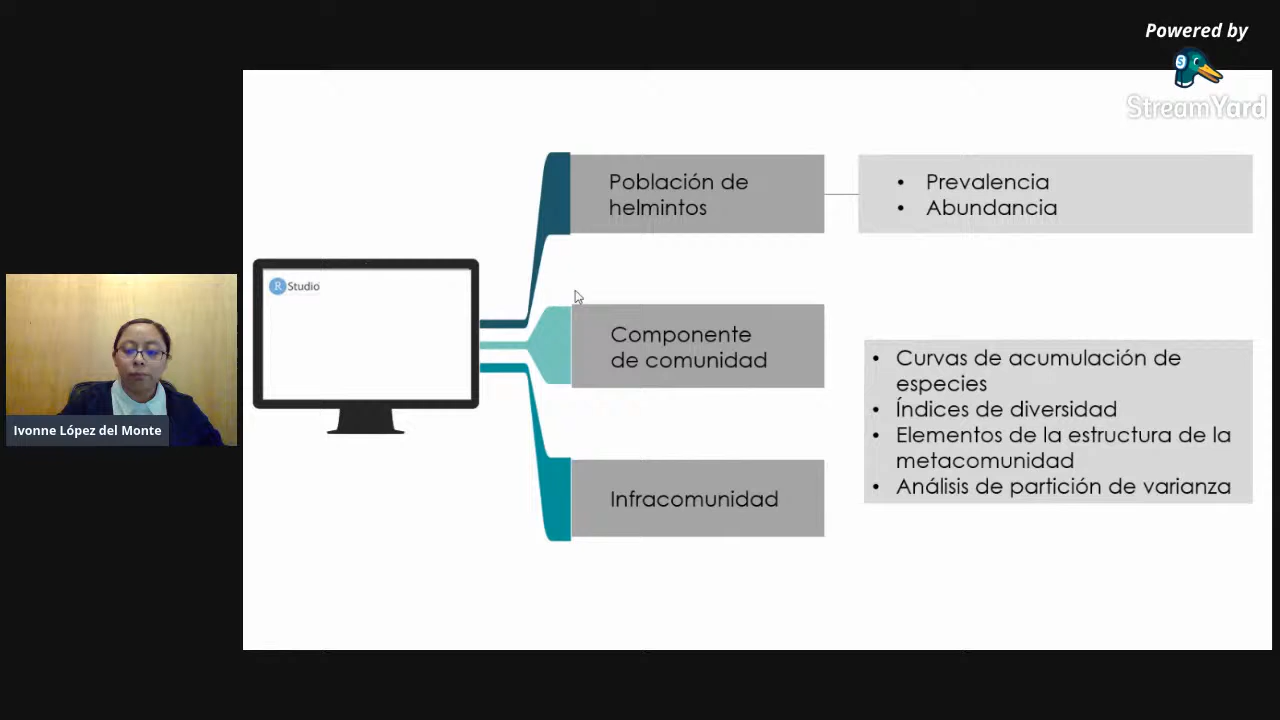 Powered by
StreamYard
Población de
helmintos
• Prevalencia
• Abundancia
R Studio
Componente
de comunidad
• Curvas de acumulación de
especies
• Índices de diversidad
• Elementos de la estructura de la
metacomunidad
• Análisis de partición de varianza
Infracomunidad
Ivonne López del Monte